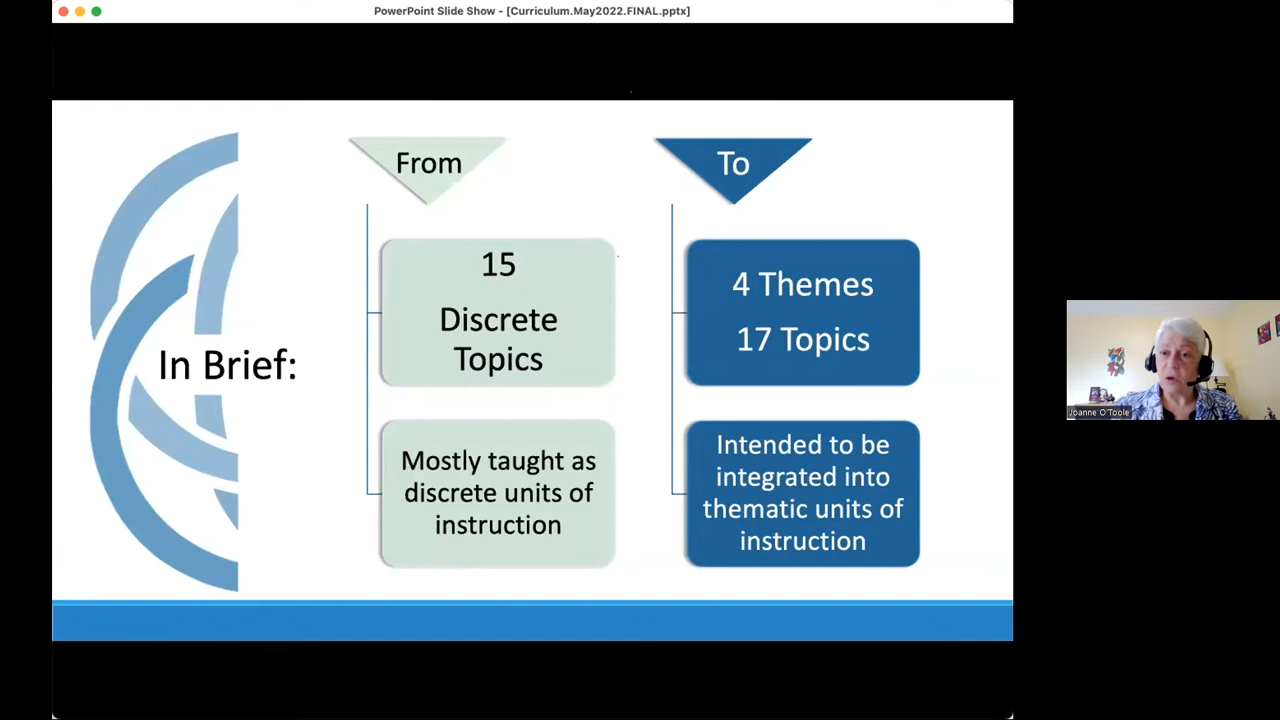 PowerPoint Slide Show - [Curriculum.May2022.FINAL.pptx]
In Brief:
From
15
Discrete
Topics
Mostly taught as
discrete units of
instruction
To
4 Themes
17 Topics
Intended to be
integrated into
thematic units of
instruction
Joanne O'Toole